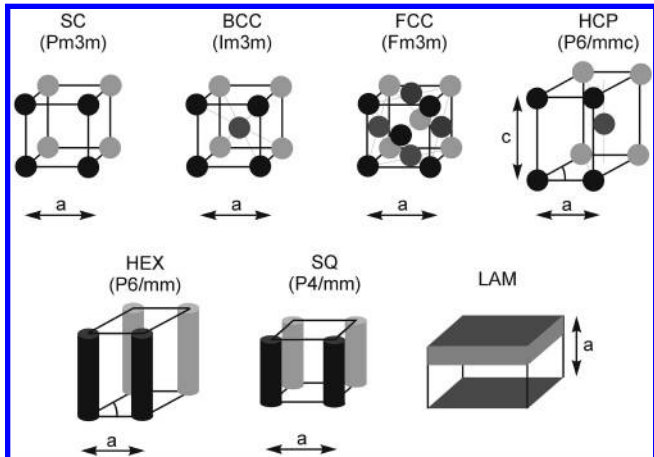 SC
(Pm3m)
BCC
(Im3m)
FCC
(Fm3m)
HCP
(P6/mmc)
c
a
a
a
a
HEX
(P6/mm)
SQ
(P4/mm)
LAM
a
a
a